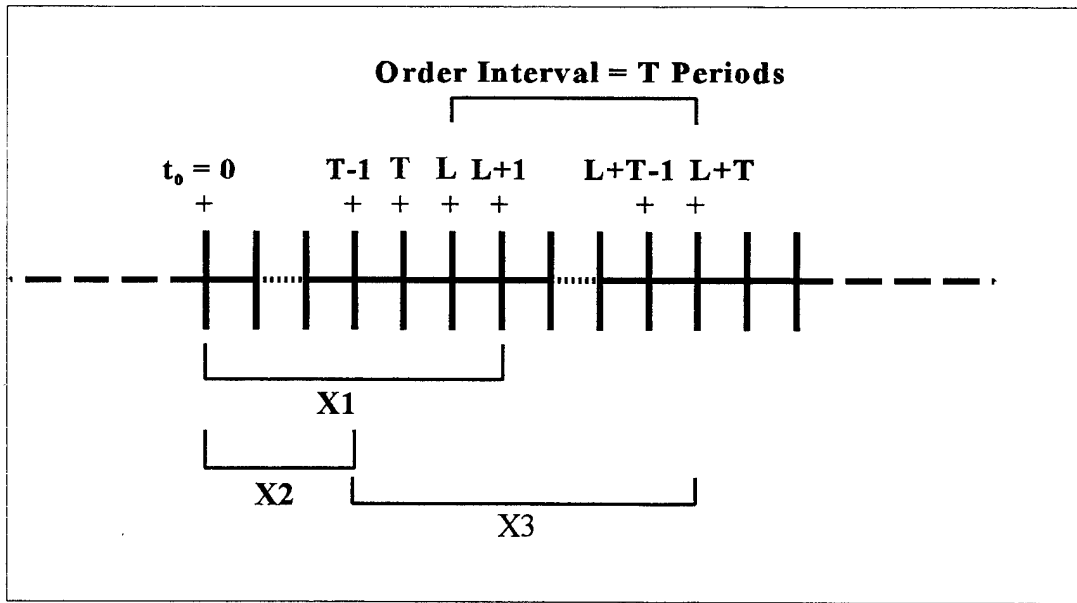 Order Interval = T Periods
t₀ = 0 T-1 T L L+1 L+T-1 L+T
+ + + + + + +
X1
X2
X3